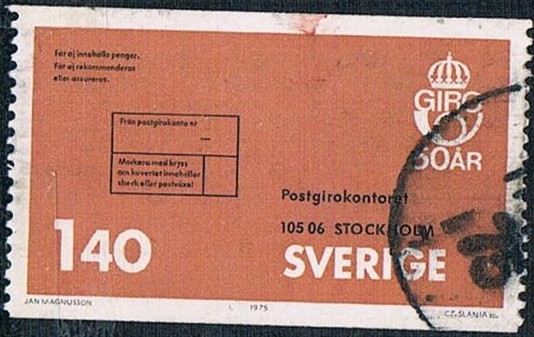 Får ej innehålla pengar.
Får ej rekommenderas
eller assureras.
GIRO
50 ÅR
Från postgirokonto nr
Markera med kryss
om kuvertet innehåller
check eller postväxel
Postgirokontoret
105 06 STOCKHOLM
140
SVERIGE
JAN MAGNUSSON
L 1975
CZ.SLANIA sc.